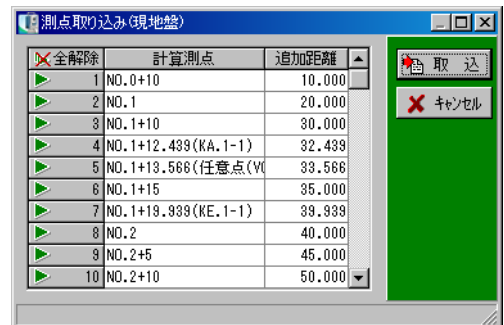 測点取り込み(現地盤)
全解除 計算測点 追加距離
1 NO.0+10 10.000
2 NO.1 20.000
3 NO.1+10 30.000
4 NO.1+12.439(KA.1-1) 32.439
5 NO.1+13.566(任意点(VC 33.566
6 NO.1+15 35.000
7 NO.1+19.939(KE.1-1) 39.939
8 NO.2 40.000
9 NO.2+5 45.000
10 NO.2+10 50.000
取 込
キャンセル